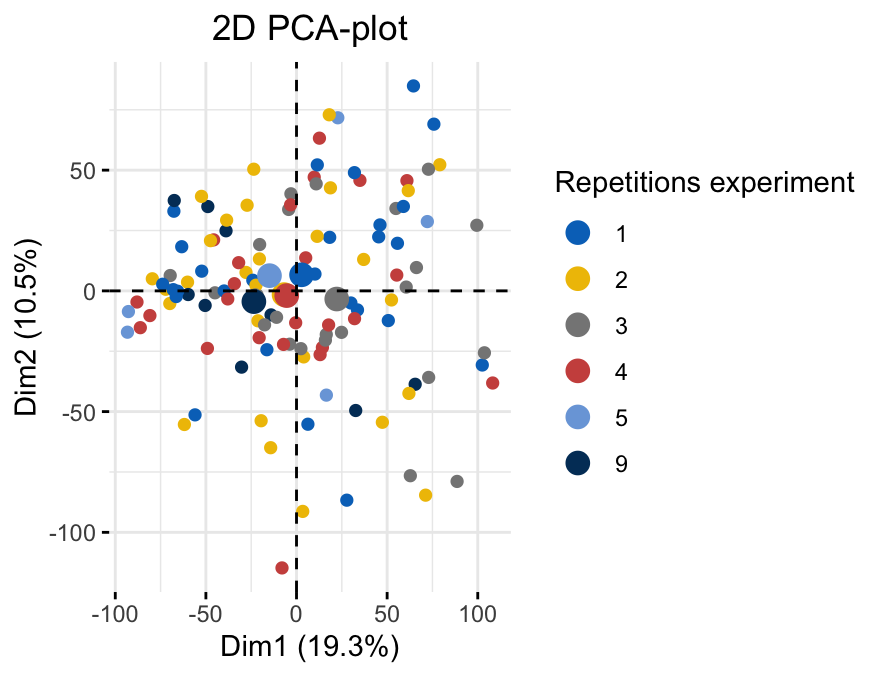 2D PCA-plot
Dim2 (10.5%)
50
0
-50
-100
-100 -50 0 50 100
Dim1 (19.3%)
Repetitions experiment
1
2
3
4
5
9